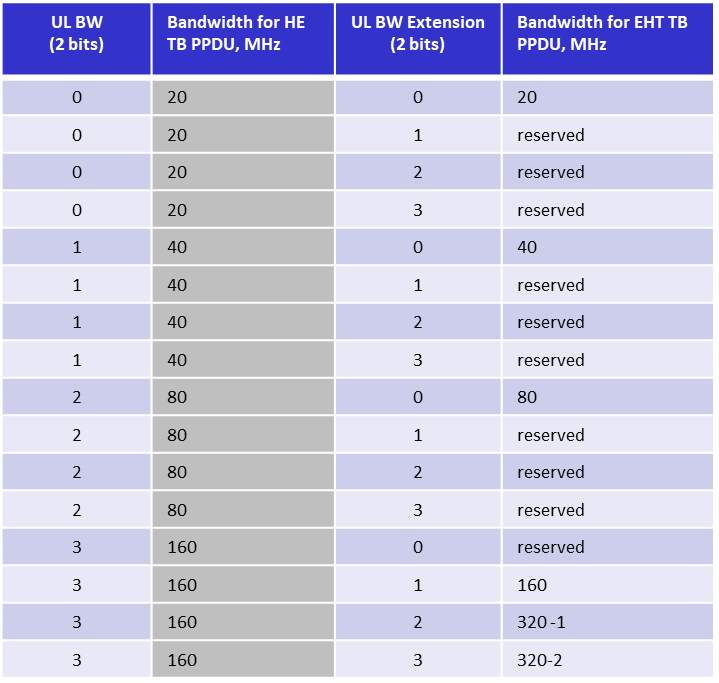 UL BW (2 bits) Bandwidth for HE TB PPDU, MHz UL BW Extension (2 bits) Bandwidth for EHT TB PPDU, MHz
0 20 0 20
0 20 1 reserved
0 20 2 reserved
0 20 3 reserved
1 40 0 40
1 40 1 reserved
1 40 2 reserved
1 40 3 reserved
2 80 0 80
2 80 1 reserved
2 80 2 reserved
2 80 3 reserved
3 160 0 reserved
3 160 1 160
3 160 2 320 -1
3 160 3 320-2